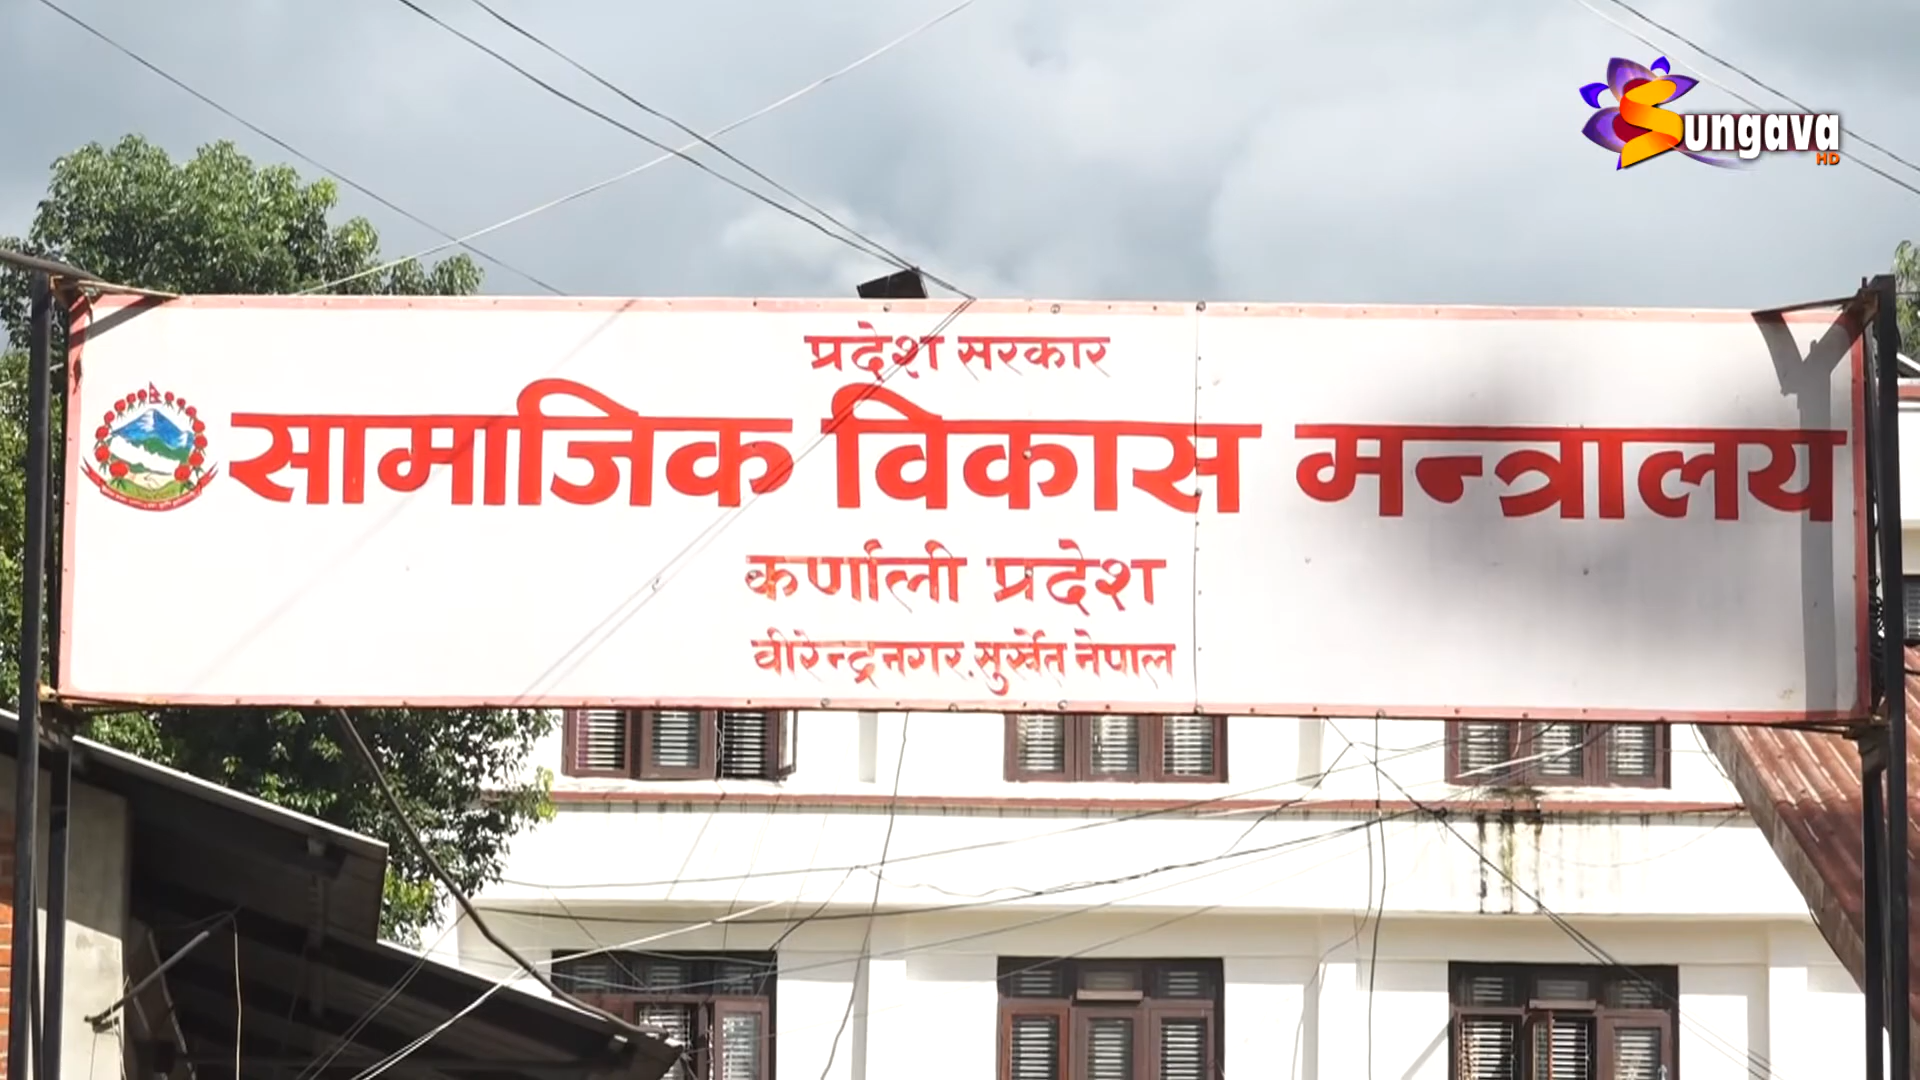 Sungava
HD
प्रदेश सरकार
सामाजिक विकास मन्त्रालय
कर्णाली प्रदेश
वीरेन्द्रनगर, सुर्खेत नेपाल